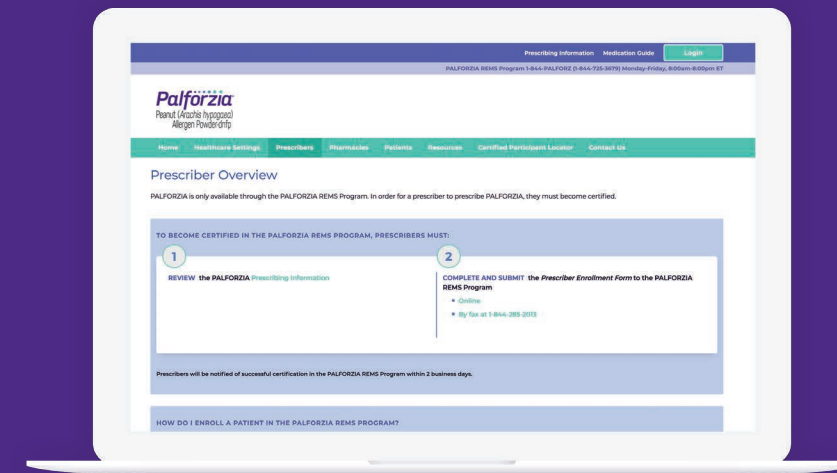 Prescribing Information Medication Guide Login
PALFORZIA REMS Program 1-844-PALFORZ (1-844-725-3679) Monday-Friday, 8:00am-8:00pm ET
Palforzia
Peanut (Arachis hypogaea)
Allergen Powder-dnfp
Home Healthcare Settings Prescribers Pharmacies Patients Resources Certified Participant Locator Contact Us
Prescriber Overview
PALFORZIA is only available through the PALFORZIA REMS Program. In order for a prescriber to prescribe PALFORZIA, they must become certified.
TO BECOME CERTIFIED IN THE PALFORZIA REMS PROGRAM, PRESCRIBERS MUST:
1
REVIEW the PALFORZIA Prescribing Information
2
COMPLETE AND SUBMIT the Prescriber Enrollment Form to the PALFORZIA
REMS Program
• Online
• By fax at 1-844-285-2013
Prescribers will be notified of successful certification in the PALFORZIA REMS Program within 2 business days.
HOW DO I ENROLL A PATIENT IN THE PALFORZIA REMS PROGRAM?